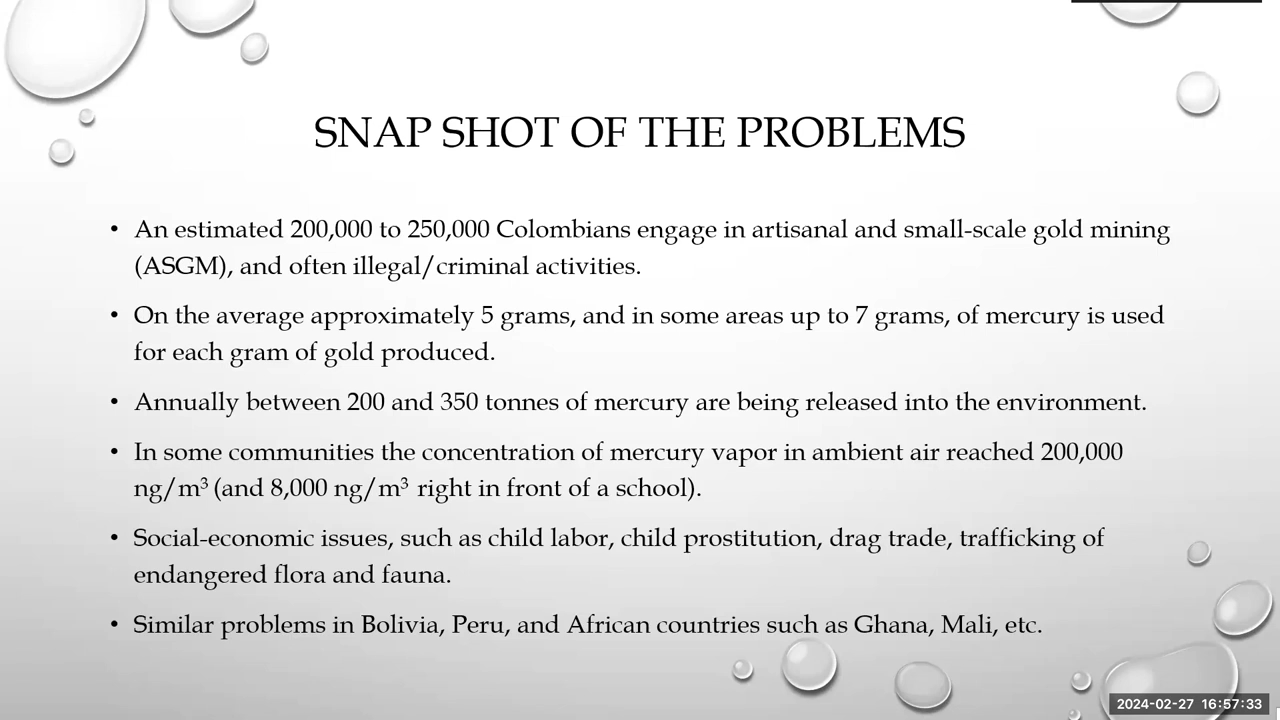 SNAP SHOT OF THE PROBLEMS
• An estimated 200,000 to 250,000 Colombians engage in artisanal and small-scale gold mining
(ASGM), and often illegal/criminal activities.
• On the average approximately 5 grams, and in some areas up to 7 grams, of mercury is used
for each gram of gold produced.
• Annually between 200 and 350 tonnes of mercury are being released into the environment.
• In some communities the concentration of mercury vapor in ambient air reached 200,000
ng/m³ (and 8,000 ng/m³ right in front of a school).
• Social-economic issues, such as child labor, child prostitution, drag trade, trafficking of
endangered flora and fauna.
• Similar problems in Bolivia, Peru, and African countries such as Ghana, Mali, etc.
2024-02-27 16:57:33